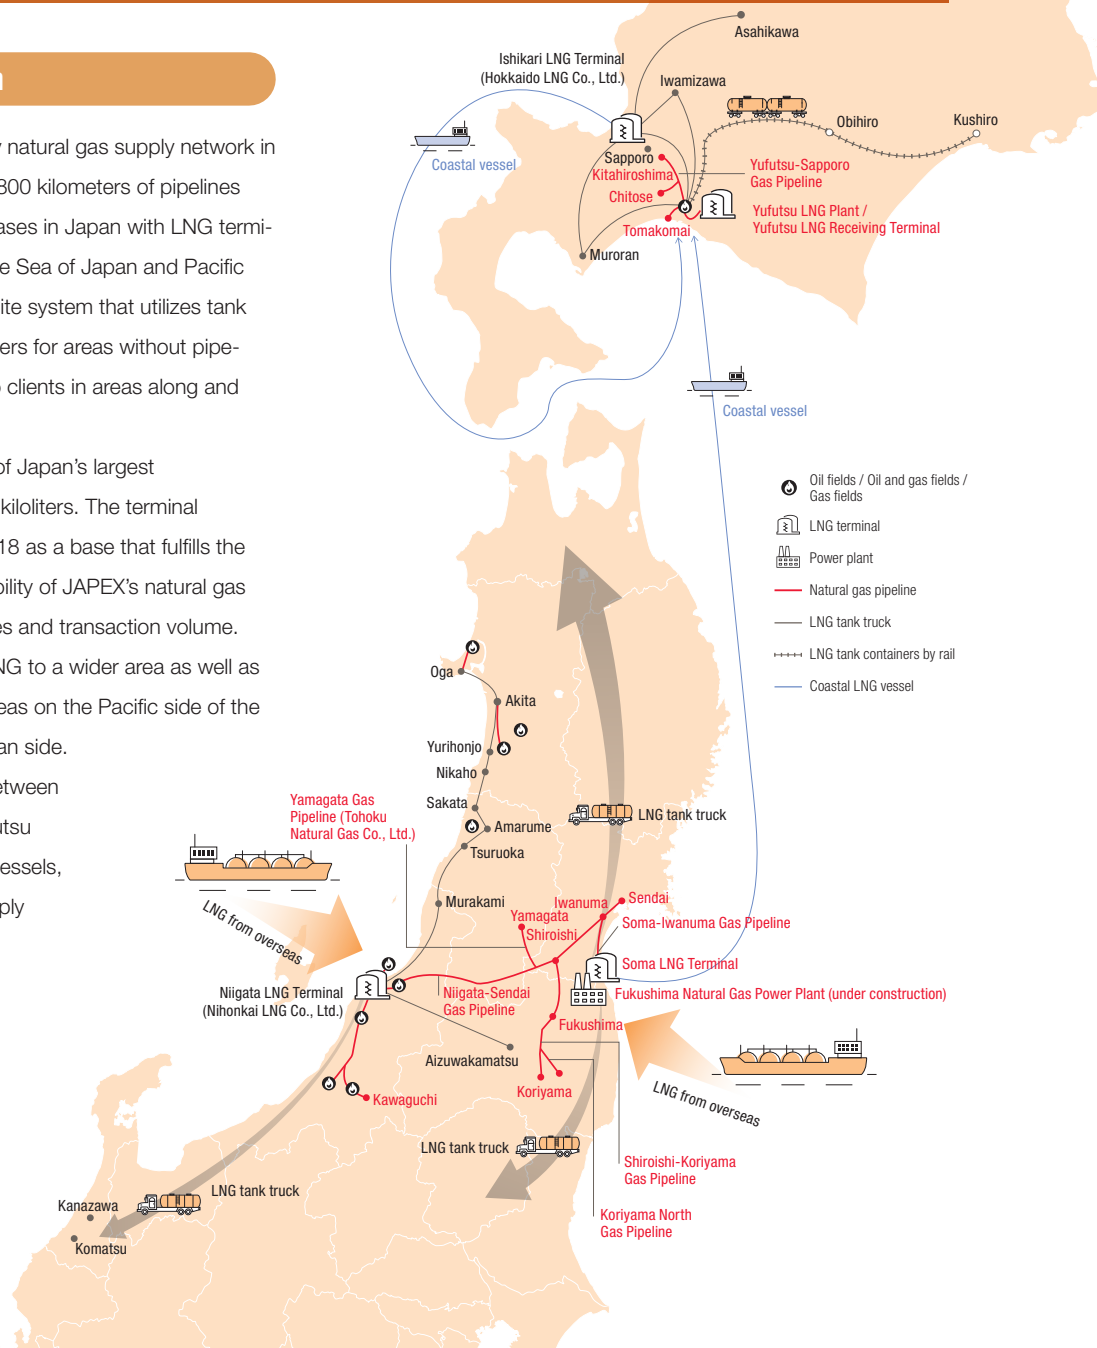 natural gas supply network in
800 kilometers of pipelines
ases in Japan with LNG termi-
e Sea of Japan and Pacific
ite system that utilizes tank
ers for areas without pipe-
clients in areas along and
of Japan's largest
kiloliters. The terminal
18 as a base that fulfills the
bility of JAPEX's natural gas
es and transaction volume.
NG to a wider area as well as
eas on the Pacific side of the
an side.
etween
utsu
essels,
ply
Asahikawa
Ishikari LNG Terminal
(Hokkaido LNG Co., Ltd.)
Iwamizawa
Obihiro
Kushiro
Coastal vessel
Sapporo
Kitahiroshima
Chitose
Yufutsu-Sapporo
Gas Pipeline
Yufutsu LNG Plant /
Yufutsu LNG Receiving Terminal
Tomakomai
Muroran
Coastal vessel
Oil fields / Oil and gas fields /
Gas fields
LNG terminal
Power plant
Natural gas pipeline
LNG tank truck
LNG tank containers by rail
Coastal LNG vessel
Oga
Akita
Yurihonjo
Nikaho
Sakata
Amarume
Tsuruoka
Murakami
Yamagata Gas
Pipeline (Tohoku
Natural Gas Co., Ltd.)
LNG tank truck
LNG from overseas
Iwanuma
Sendai
Yamagata
Shiroishi
Soma-Iwanuma Gas Pipeline
Soma LNG Terminal
Fukushima Natural Gas Power Plant (under construction)
Niigata LNG Terminal
(Nihonkai LNG Co., Ltd.)
Niigata-Sendai
Gas Pipeline
Fukushima
Aizuwakamatsu
Koriyama
Kawaguchi
LNG from overseas
LNG tank truck
Shiroishi-Koriyama
Gas Pipeline
Koriyama North
Gas Pipeline
LNG tank truck
Kanazawa
Komatsu